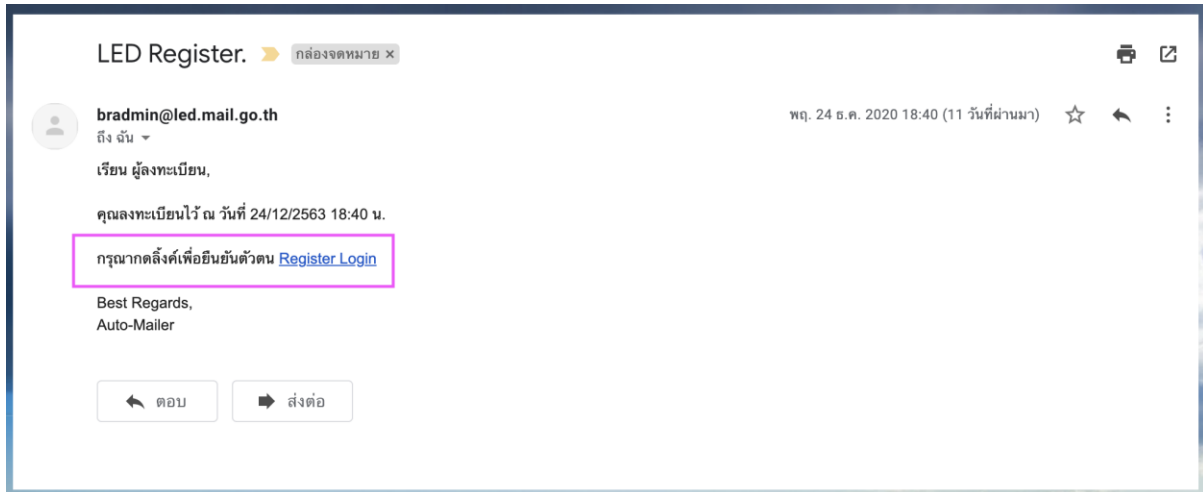 LED Register. กล่องจดหมาย ×
bradmin@led.mail.go.th พฤ. 24 ธ.ค. 2020 18:40 (11 วันที่ผ่านมา)
ถึง ฉัน
เรียน ผู้ลงทะเบียน,
คุณลงทะเบียนไว้ ณ วันที่ 24/12/2563 18:40 น.
กรุณากดลิ้งค์เพื่อยืนยันตัวตน Register Login
Best Regards,
Auto-Mailer
ตอบ ส่งต่อ